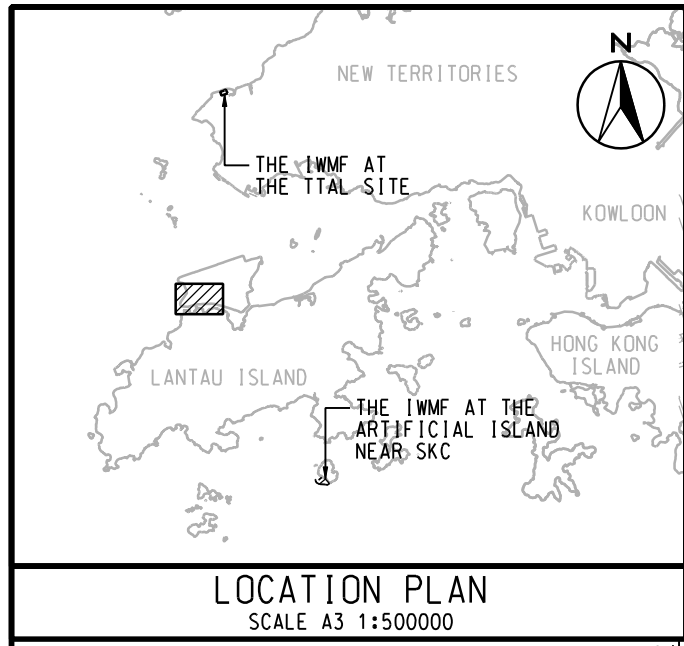 N
NEW TERRITORIES
THE IWMF AT
THE TTAL SITE
KOWLOON
HONG KONG
ISLAND
LANTAU ISLAND
THE IWMF AT THE
ARTIFICIAL ISLAND
NEAR SKC
LOCATION PLAN
SCALE A3 1:500000